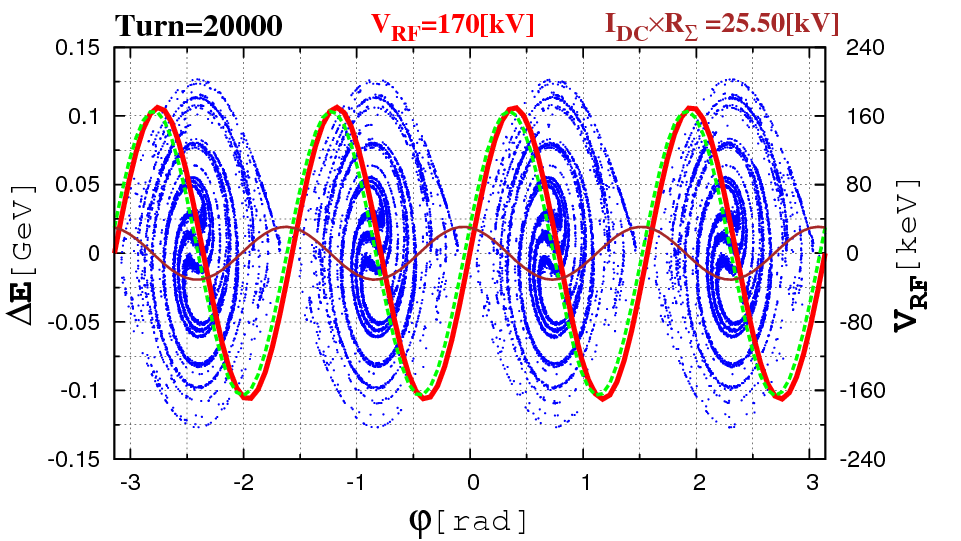 Turn=20000 V_RF=170[kV] I_DC×R_Σ =25.50[kV]
0.15 240
0.1 160
0.05 80
0 0
-0.05 -80
-0.1 -160
-0.15 -240
ΔE[GeV]
V_RF[keV]
-3 -2 -1 0 1 2 3
φ[rad]